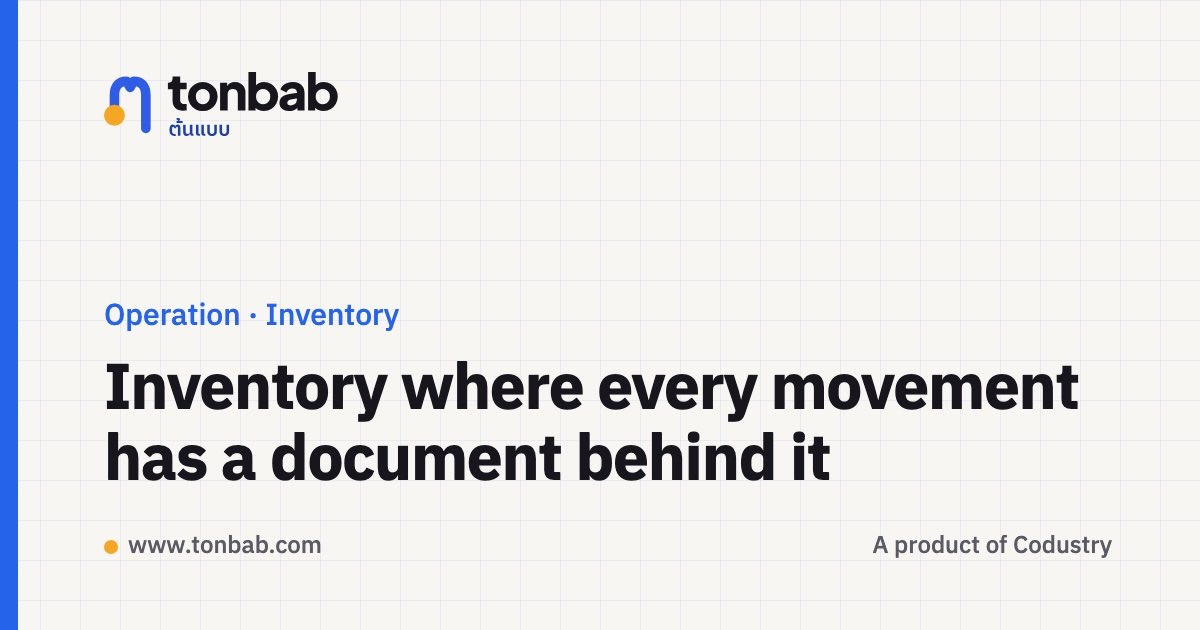 tonbab
ต้นแบบ
Operation · Inventory
Inventory where every movement
has a document behind it
www.tonbab.com
A product of Codustry